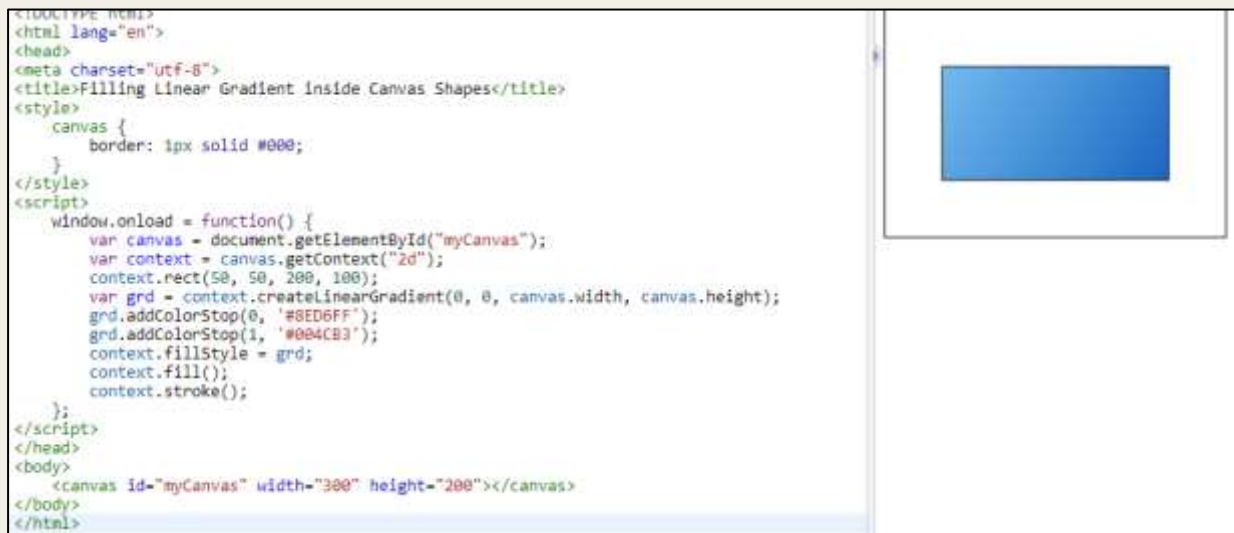 <!DOCTYPE html>
<html lang="en">
<head>
<meta charset="utf-8">
<title>Filling Linear Gradient inside Canvas Shapes</title>
<style>
    canvas {
        border: 1px solid #000;
    }
</style>
<script>
    window.onload = function() {
        var canvas = document.getElementById("myCanvas");
        var context = canvas.getContext("2d");
        context.rect(50, 50, 200, 100);
        var grd = context.createLinearGradient(0, 0, canvas.width, canvas.height);
        grd.addColorStop(0, '#8ED6FF');
        grd.addColorStop(1, '#004CB3');
        context.fillStyle = grd;
        context.fill();
        context.stroke();
    };
</script>
</head>
<body>
    <canvas id="myCanvas" width="300" height="200"></canvas>
</body>
</html>